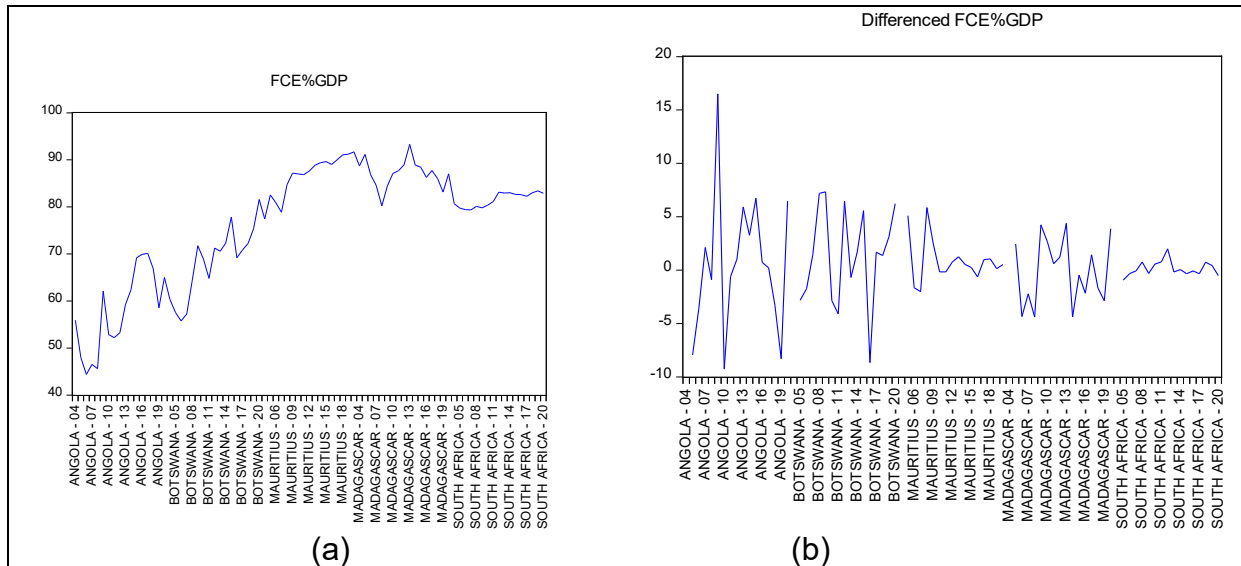 FCE%GDP
100
90
80
70
60
50
40
ANGOLA - 04
ANGOLA - 07
ANGOLA - 10
ANGOLA - 13
ANGOLA - 16
ANGOLA - 19
BOTSWANA - 05
BOTSWANA - 08
BOTSWANA - 11
BOTSWANA - 14
BOTSWANA - 17
BOTSWANA - 20
MAURITIUS - 06
MAURITIUS - 09
MAURITIUS - 12
MAURITIUS - 15
MAURITIUS - 18
MADAGASCAR - 04
MADAGASCAR - 07
MADAGASCAR - 10
MADAGASCAR - 13
MADAGASCAR - 16
MADAGASCAR - 19
SOUTH AFRICA - 05
SOUTH AFRICA - 08
SOUTH AFRICA - 11
SOUTH AFRICA - 14
SOUTH AFRICA - 17
SOUTH AFRICA - 20
(a)
Differenced FCE%GDP
20
15
10
5
0
-5
-10
ANGOLA - 04
ANGOLA - 07
ANGOLA - 10
ANGOLA - 13
ANGOLA - 16
ANGOLA - 19
BOTSWANA - 05
BOTSWANA - 08
BOTSWANA - 11
BOTSWANA - 14
BOTSWANA - 17
BOTSWANA - 20
MAURITIUS - 06
MAURITIUS - 09
MAURITIUS - 12
MAURITIUS - 15
MAURITIUS - 18
MADAGASCAR - 04
MADAGASCAR - 07
MADAGASCAR - 10
MADAGASCAR - 13
MADAGASCAR - 16
MADAGASCAR - 19
SOUTH AFRICA - 05
SOUTH AFRICA - 08
SOUTH AFRICA - 11
SOUTH AFRICA - 14
SOUTH AFRICA - 17
SOUTH AFRICA - 20
(b)